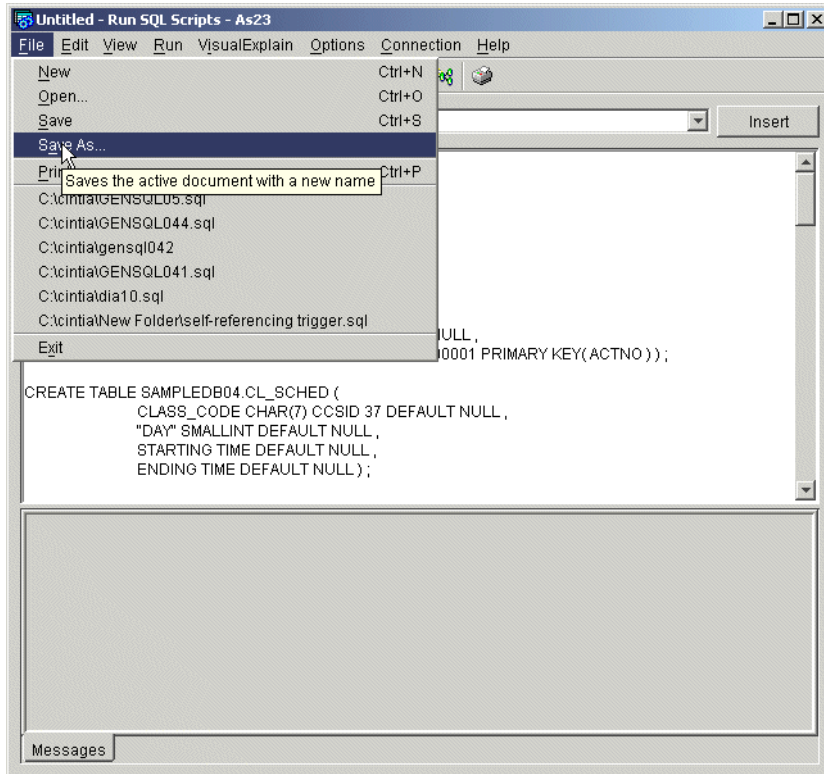 Untitled - Run SQL Scripts - As23
File Edit View Run VisualExplain Options Connection Help
New Ctrl+N
Open... Ctrl+O
Save Ctrl+S
Insert
Save As...
Ctrl+P
Saves the active document with a new name
C:\cintia\GENSQL05.sql
C:\cintia\GENSQL044.sql
C:\cintia\gensql042
C:\cintia\GENSQL041.sql
C:\cintia\dia10.sql
C:\cintia\New Folder\self-referencing trigger.sql
Exit
ULL ,
00001 PRIMARY KEY( ACTNO ) ) ;
CREATE TABLE SAMPLEDB04.CL_SCHED (
CLASS_CODE CHAR(7) CCSID 37 DEFAULT NULL ,
"DAY" SMALLINT DEFAULT NULL ,
STARTING TIME DEFAULT NULL ,
ENDING TIME DEFAULT NULL ) ;
Messages